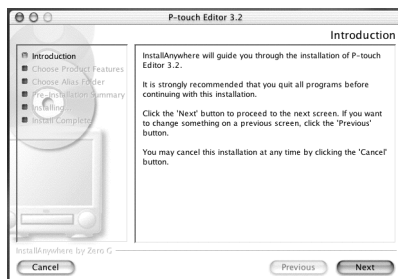 P-touch Editor 3.2
Introduction
Introduction
Choose Product Features
Choose Alias Folder
Pre-Installation Summary
Installing
Install Complete
InstallAnywhere will guide you through the installation of P-touch
Editor 3.2.
It is strongly recommended that you quit all programs before
continuing with this installation.
Click the 'Next' button to proceed to the next screen. If you want
to change something on a previous screen, click the 'Previous'
button.
You may cancel this installation at any time by clicking the 'Cancel'
button.
InstallAnywhere by Zero G
Cancel
Previous
Next